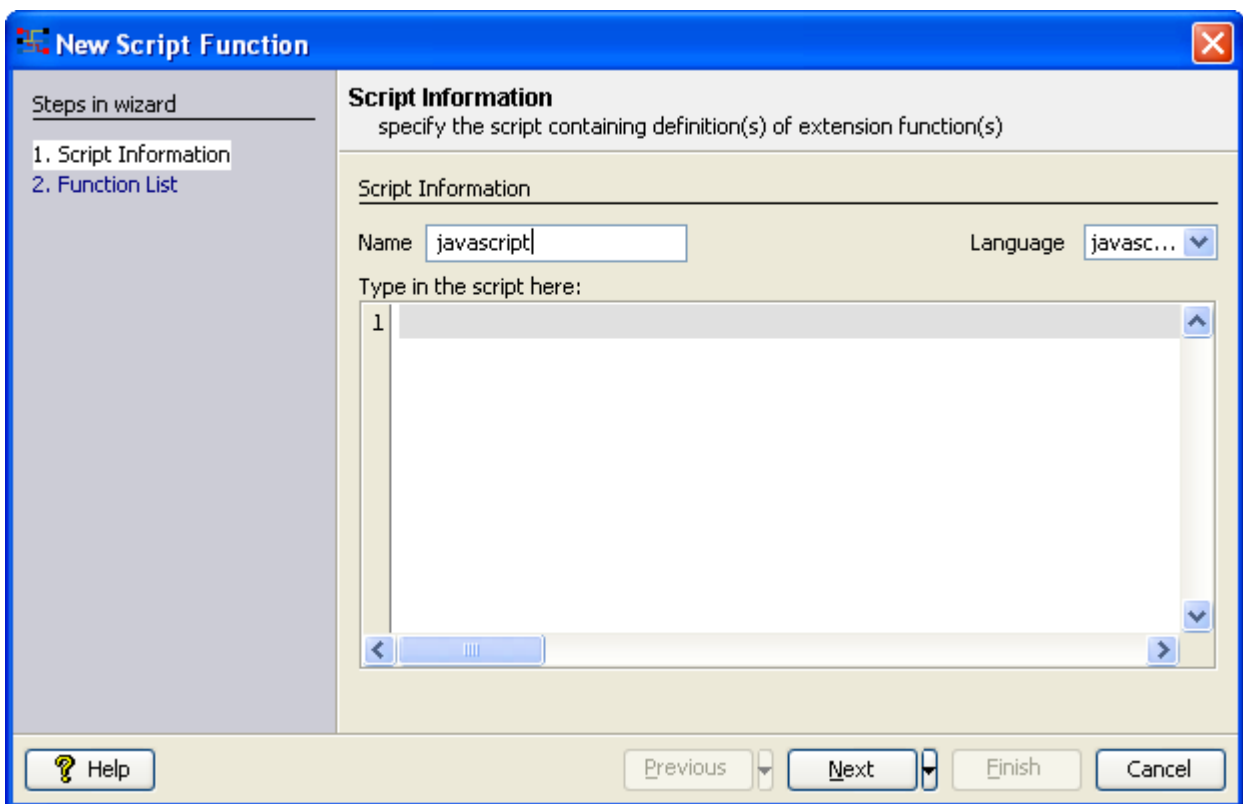 New Script Function
Steps in wizard
1. Script Information
2. Function List
Script Information
specify the script containing definition(s) of extension function(s)
Script Information
Name javascript Language javasc...
Type in the script here:
1
? Help Previous Next Finish Cancel